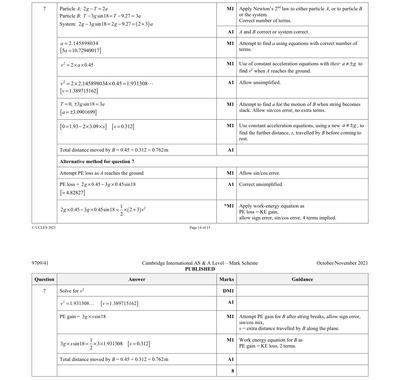 7
Particle A: 2g − T = 2a
Particle B: T − 3g sin18 = T − 9.27 = 3a
System: 2g − 3g sin18 = 2g − 9.27 = (2+3)a
M1
Apply Newton's 2nd law to either particle A, or to particle B
or the system.
Correct number of terms.
A1
A and B correct or system correct.
a = 2.145898034
[5a = 10.72949017]
M1
Attempt to find a using equations with correct number of
terms.
v² = 2×a×0.45
M1
Use of constant acceleration equations with their a ≠ ±g to
find v² when A reaches the ground.
v² = 2×2.145898034×0.45 = 1.931308⋯
[v = 1.389715162]
A1
Allow unsimplified.
T = 0, ±3g sin18 = 3a
[a = ±3.0901699]
M1
Attempt to find a for the motion of B when string becomes
slack. Allow sin/cos error, no extra terms.
[0 = 1.93 − 2×3.09×s] [s = 0.312]
M1
Use constant acceleration equations, using a new a ≠ ±g, to
find the further distance, s, travelled by B before coming to
rest.
Total distance moved by B = 0.45 + 0.312 = 0.762m
A1
Alternative method for question 7
Attempt PE loss as A reaches the ground
M1
Allow sin/cos error.
PE loss = 2g×0.45 − 3g×0.45sin18
[= 4.82827]
A1
Correct unsimplified.
2g×0.45 − 3g×0.45sin18 = 1/2 ×(2+3)v²
*M1
Apply work-energy equation as
PE loss = KE gain,
allow sign error, sin/cos error, 4 terms implied.
© UCLES 2021
Page 14 of 15
9709/41
Cambridge International AS & A Level – Mark Scheme
PUBLISHED
October/November 2021
Question
Answer
Marks
Guidance
7
Solve for v²
DM1
v² = 1.931308… [v = 1.389715162]
A1
PE gain = 3g×s sin18
M1
Attempt PE gain for B after string breaks, allow sign error,
sin/cos mix,
s = extra distance travelled by B along the plane.
3g×s sin18 = 1/2 ×3×1.931308 [s = 0.312]
M1
Work energy equation for B as
PE gain = KE loss, 2 terms.
Total distance moved by B = 0.45 + 0.312 = 0.762m
A1
8